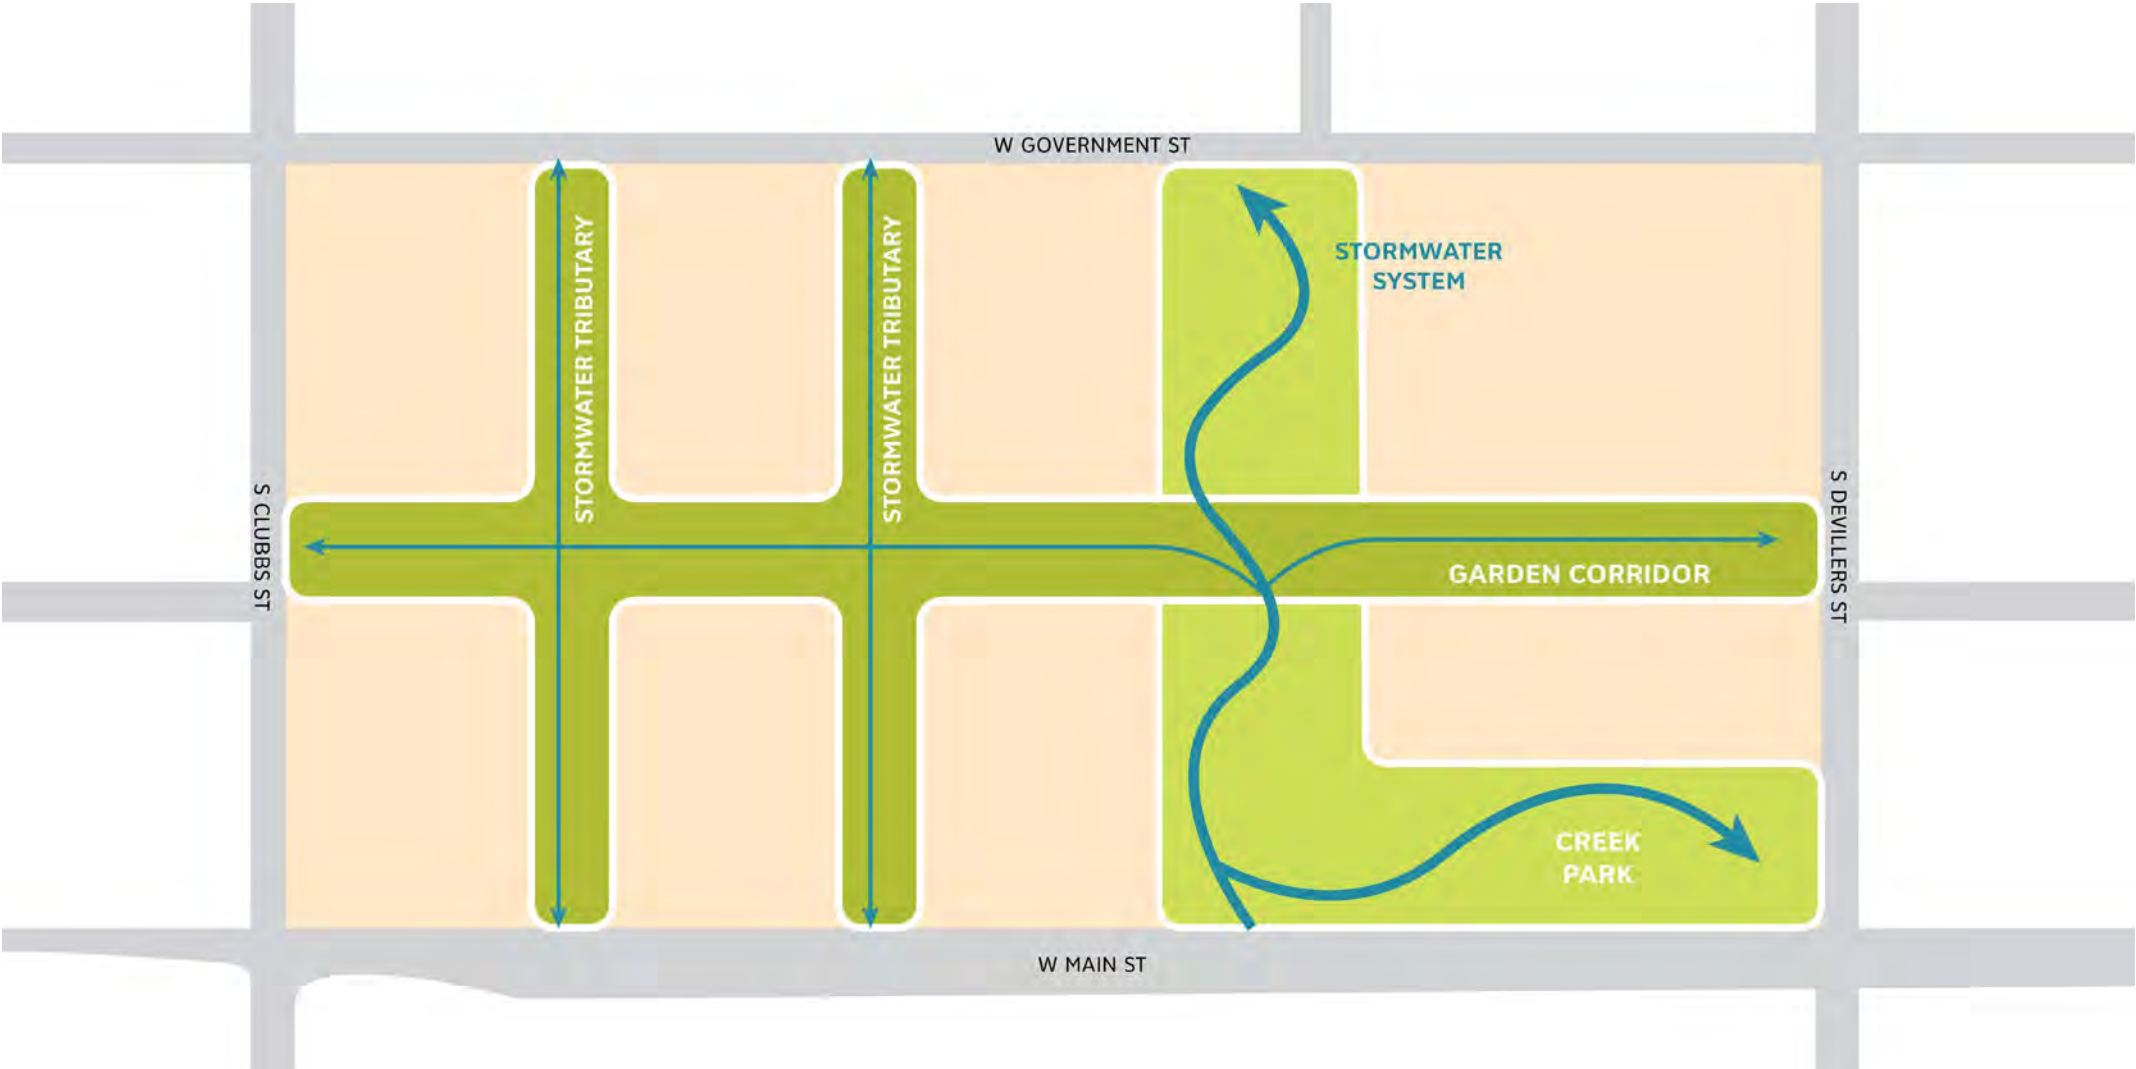 W GOVERNMENT ST
STORMWATER TRIBUTARY
STORMWATER TRIBUTARY
STORMWATER
SYSTEM
S CLUBBS ST
S DEVILLERS ST
GARDEN CORRIDOR
CREEK
PARK
W MAIN ST